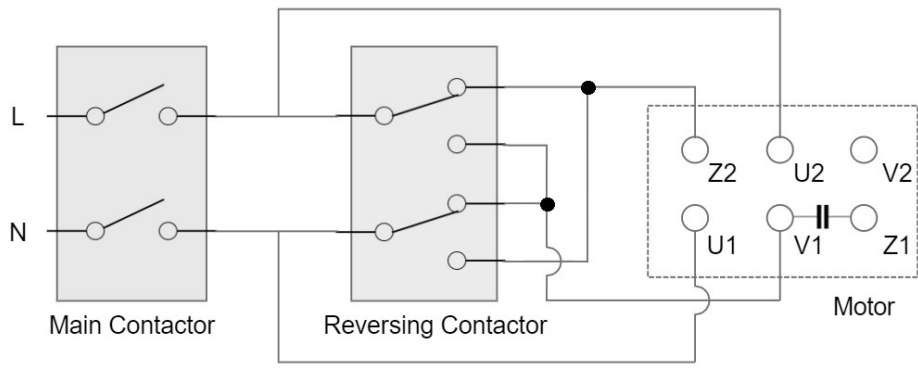 L
N
Z2 U2 V2
U1 V1 Z1
Main Contactor Reversing Contactor Motor